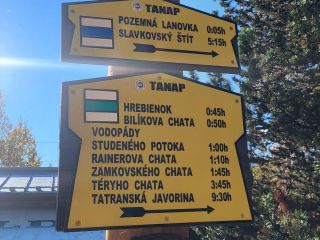 TANAP
POZEMNÁ LANOVKA 0:05h
SLAVKOVSKÝ ŠTÍT 5:15h
TANAP
HREBIENOK 0:45h
BILÍKOVA CHATA 0:50h
VODOPÁDY
STUDENÉHO POTOKA 1:00h
RAINEROVA CHATA 1:10h
ZAMKOVSKÉHO CHATA 1:45h
TÉRYHO CHATA 3:45h
TATRANSKÁ JAVORINA 9:30h